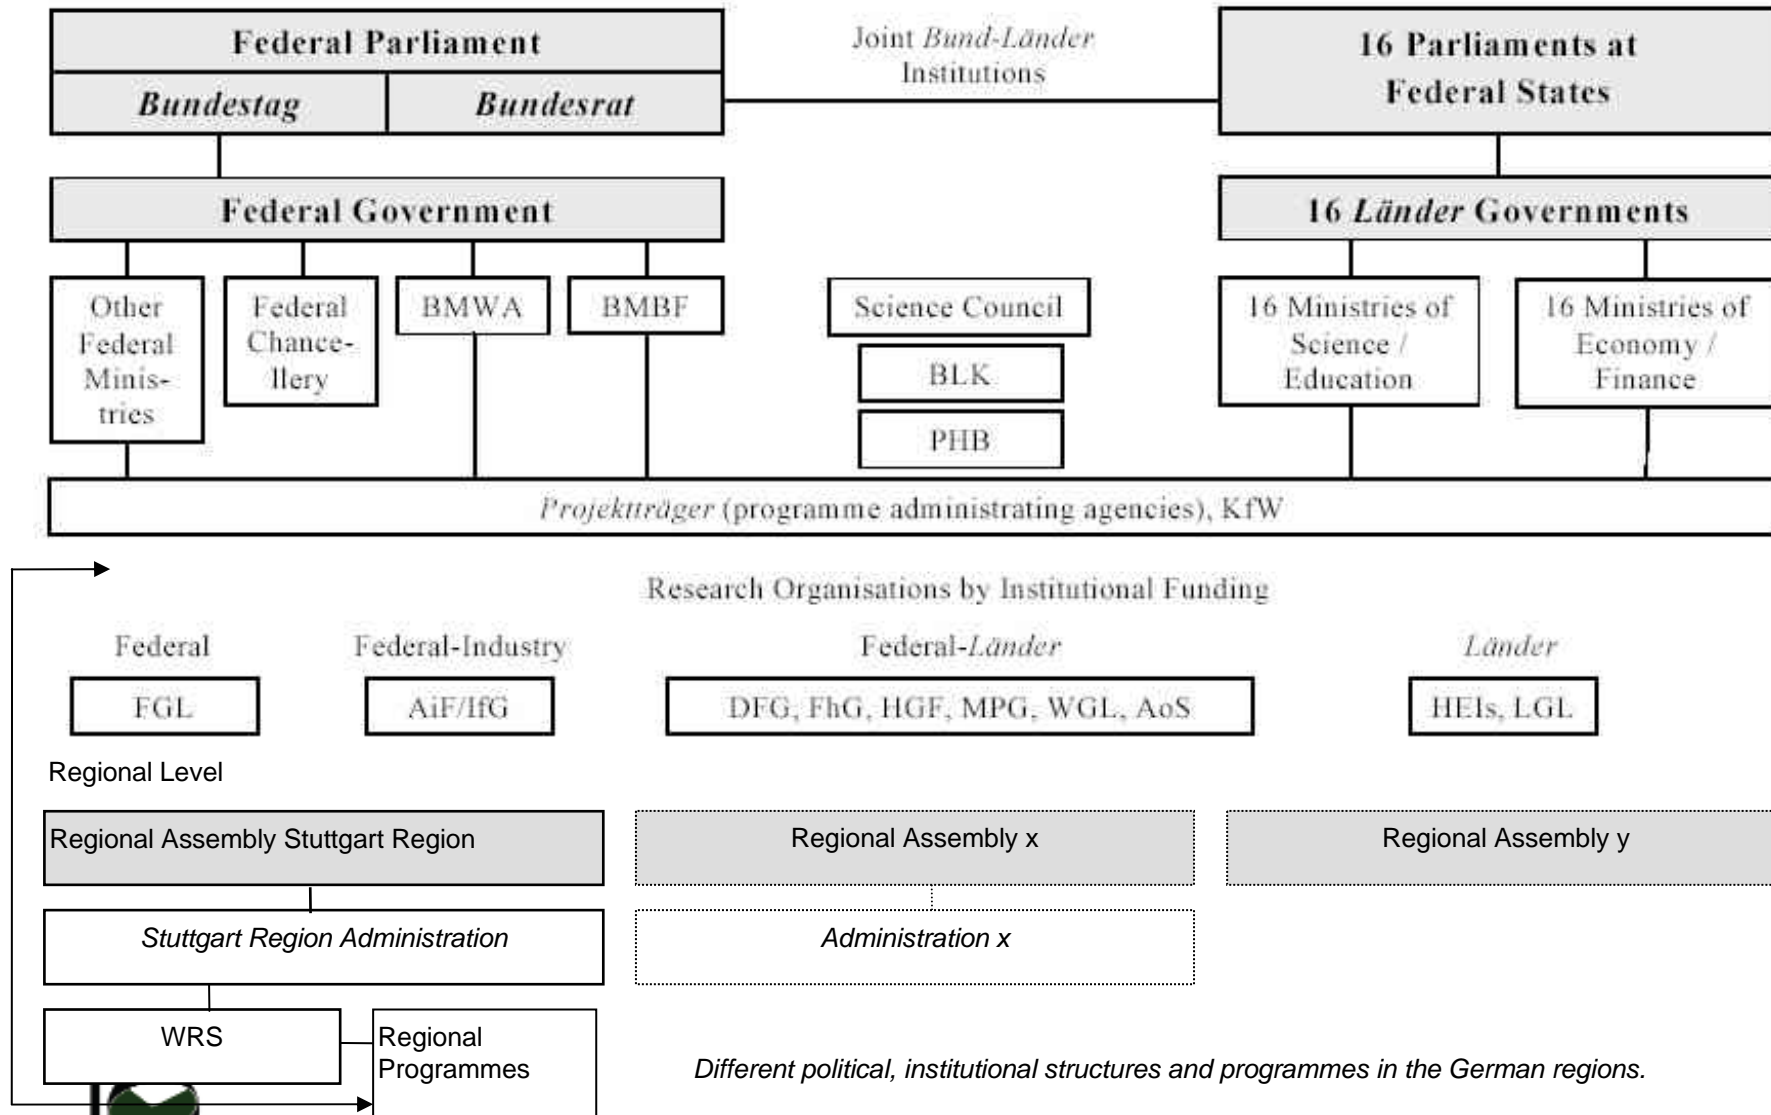 Federal Parliament
Bundestag
Bundesrat
Joint Bund-Länder
Institutions
16 Parliaments at
Federal States
Federal Government
16 Länder Governments
Other
Federal
Minis-
tries
Federal
Chance-
llery
BMWA
BMBF
Science Council
BLK
PHB
16 Ministries of
Science /
Education
16 Ministries of
Economy /
Finance
Projektträger (programme administrating agencies), KfW
Research Organisations by Institutional Funding
Federal
Federal-Industry
Federal-Länder
Länder
FGL
AiF/IfG
DFG, FhG, HGF, MPG, WGL, AoS
HEIs, LGL
Regional Level
Regional Assembly Stuttgart Region
Regional Assembly x
Regional Assembly y
Stuttgart Region Administration
Administration x
WRS
Regional
Programmes
Different political, institutional structures and programmes in the German regions.